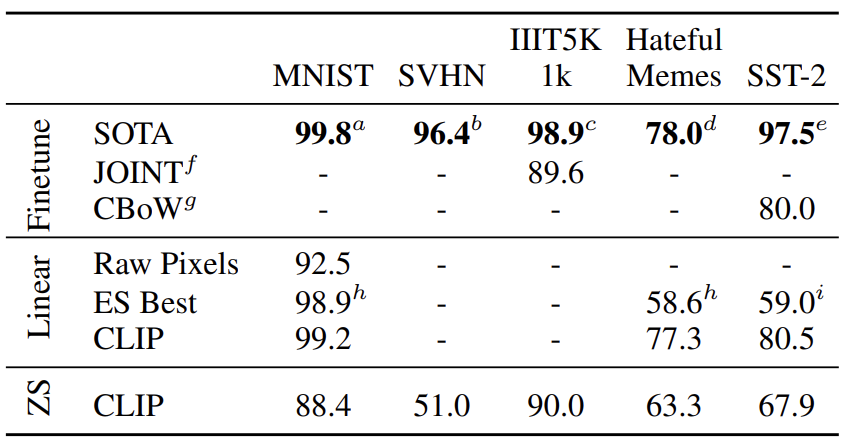 IIIT5K Hateful
MNIST SVHN 1k Memes SST-2
Finetune
SOTA 99.8^a 96.4^b 98.9^c 78.0^d 97.5^e
JOINT^f - - 89.6 - -
CBoW^g - - - - 80.0
Linear
Raw Pixels 92.5 - - - -
ES Best 98.9^h - - 58.6^h 59.0^i
CLIP 99.2 - - 77.3 80.5
ZS
CLIP 88.4 51.0 90.0 63.3 67.9